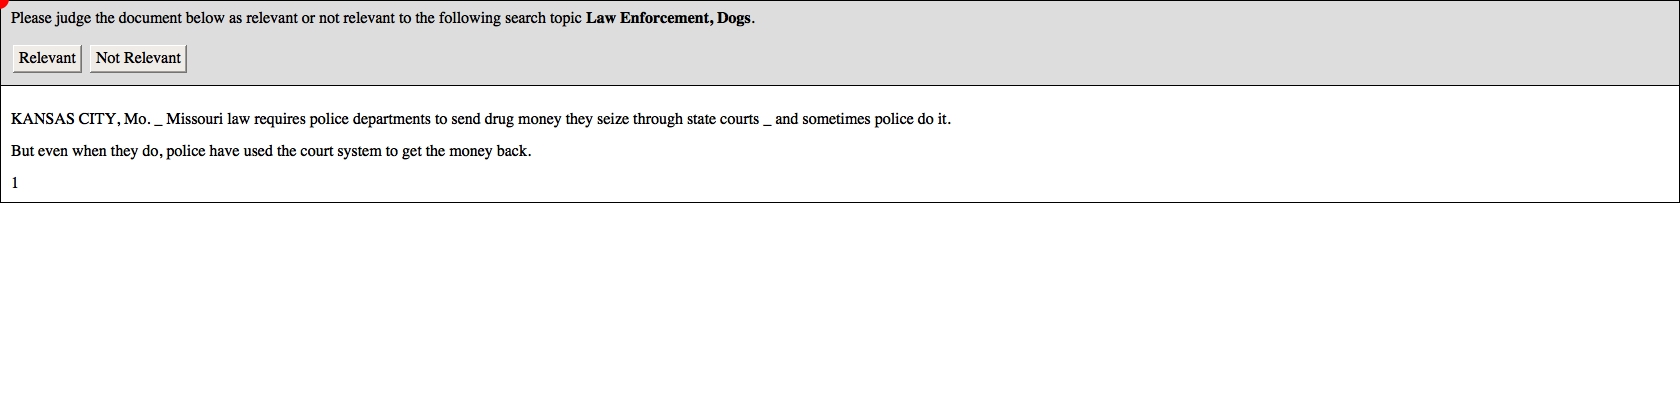 Please judge the document below as relevant or not relevant to the following search topic Law Enforcement, Dogs.
Relevant Not Relevant
KANSAS CITY, Mo. _ Missouri law requires police departments to send drug money they seize through state courts _ and sometimes police do it.
But even when they do, police have used the court system to get the money back.
1